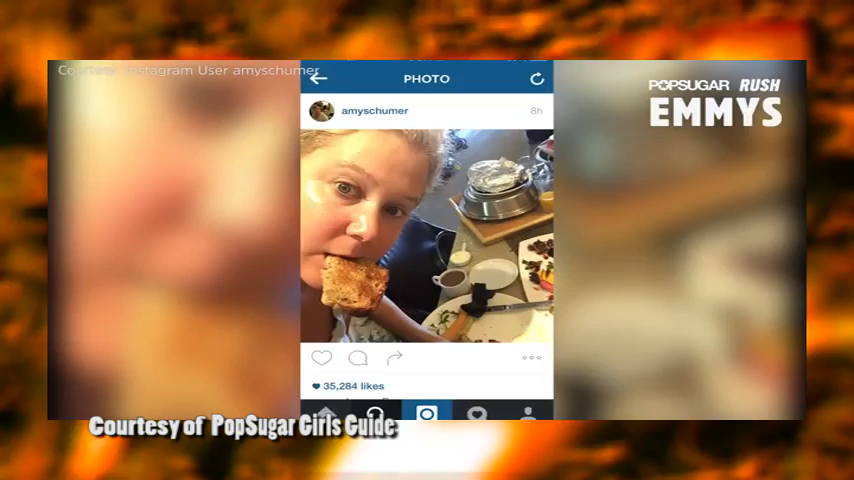 Courtesy: Instagram User amyschumer
PHOTO
POPSUGAR RUSH
EMMYS
amyschumer
8h
35,284 likes
Courtesy of PopSugar Girls Guide